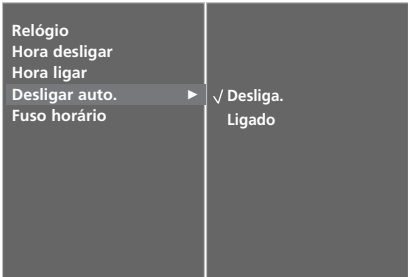 Relógio
Hora desligar
Hora ligar
Desligar auto. ►
Fuso horário
√ Desliga.
Ligado